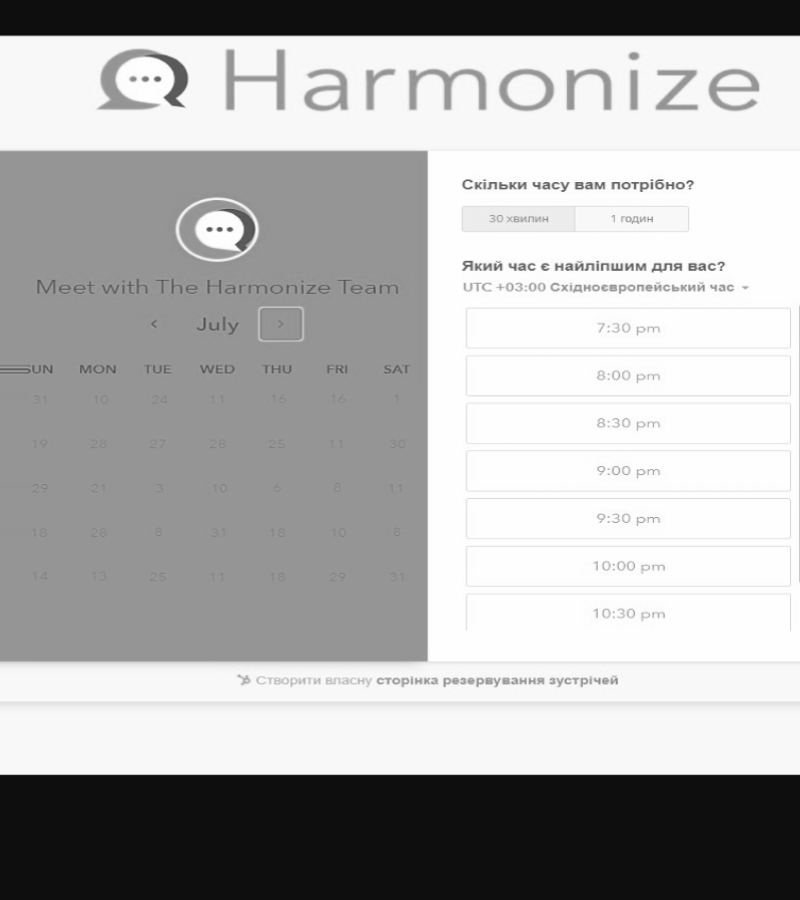 Harmonize
Meet with The Harmonize Team
July
SUN MON TUE WED THU FRI SAT
31 10 24 11 16 16 1
19 28 27 28 25 11 30
29 21 3 10 6 8 11
18 28 8 31 18 10 8
14 13 25 11 18 29 31
Скільки часу вам потрібно?
30 хвилин 1 годин
Який час є найліпшим для вас?
UTC +03:00 Східноєвропейський час
7:30 pm
8:00 pm
8:30 pm
9:00 pm
9:30 pm
10:00 pm
10:30 pm
Створити власну сторінка резервування зустрічей